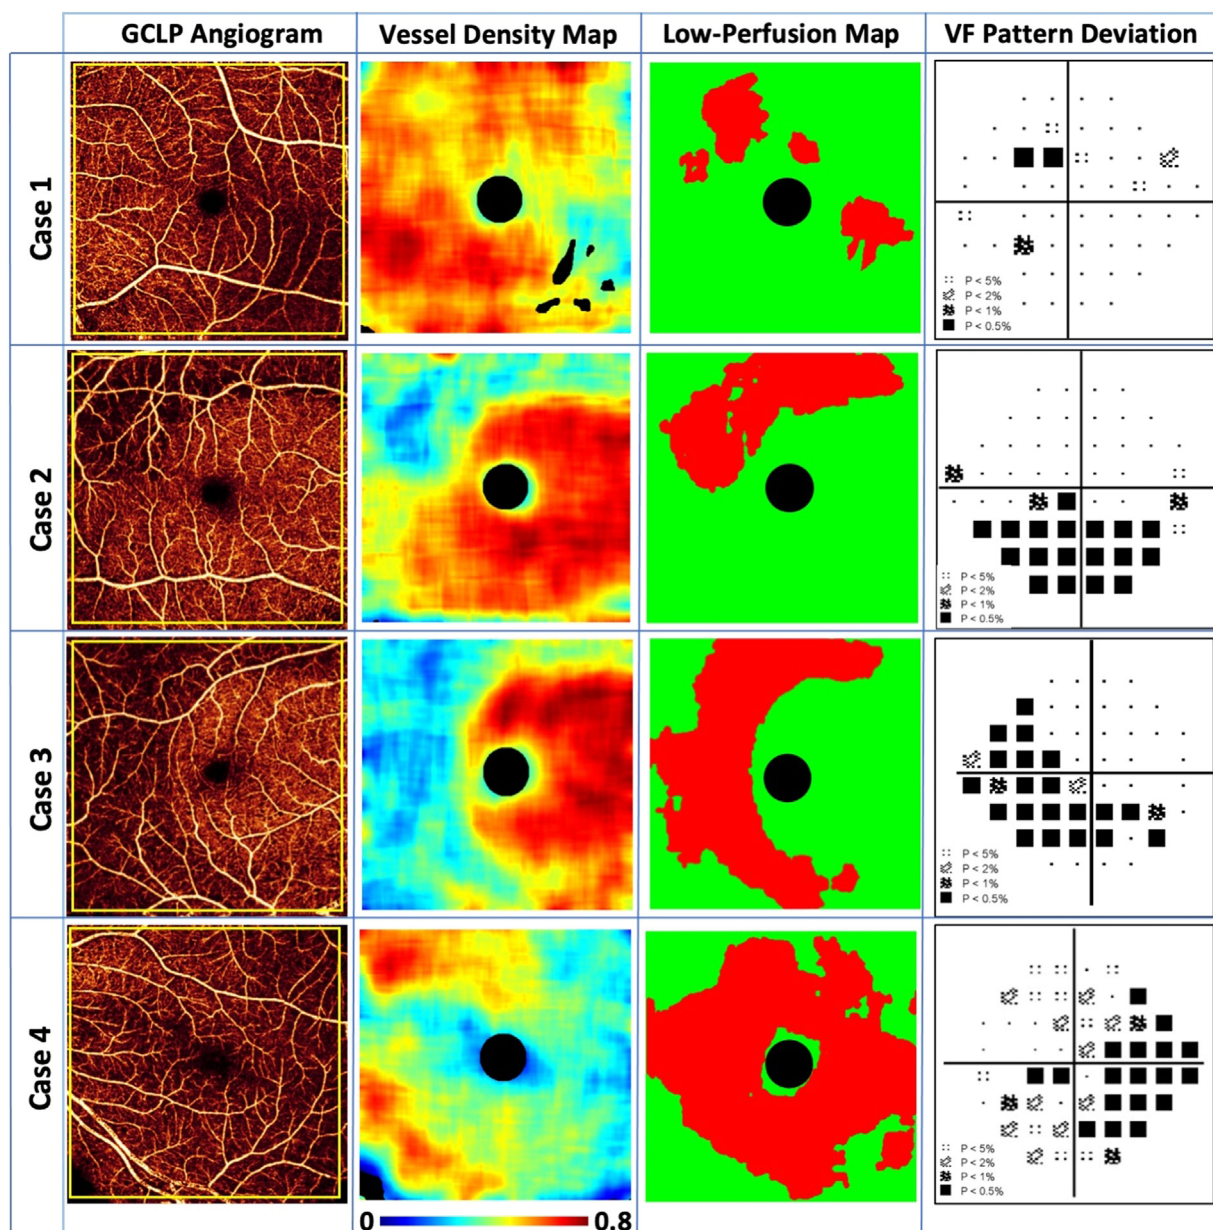 GCLP Angiogram Vessel Density Map Low-Perfusion Map VF Pattern Deviation
Case 1
P < 5%
P < 2%
P < 1%
P < 0.5%
Case 2
P < 5%
P < 2%
P < 1%
P < 0.5%
Case 3
P < 5%
P < 2%
P < 1%
P < 0.5%
Case 4
P < 5%
P < 2%
P < 1%
P < 0.5%
0 0.8